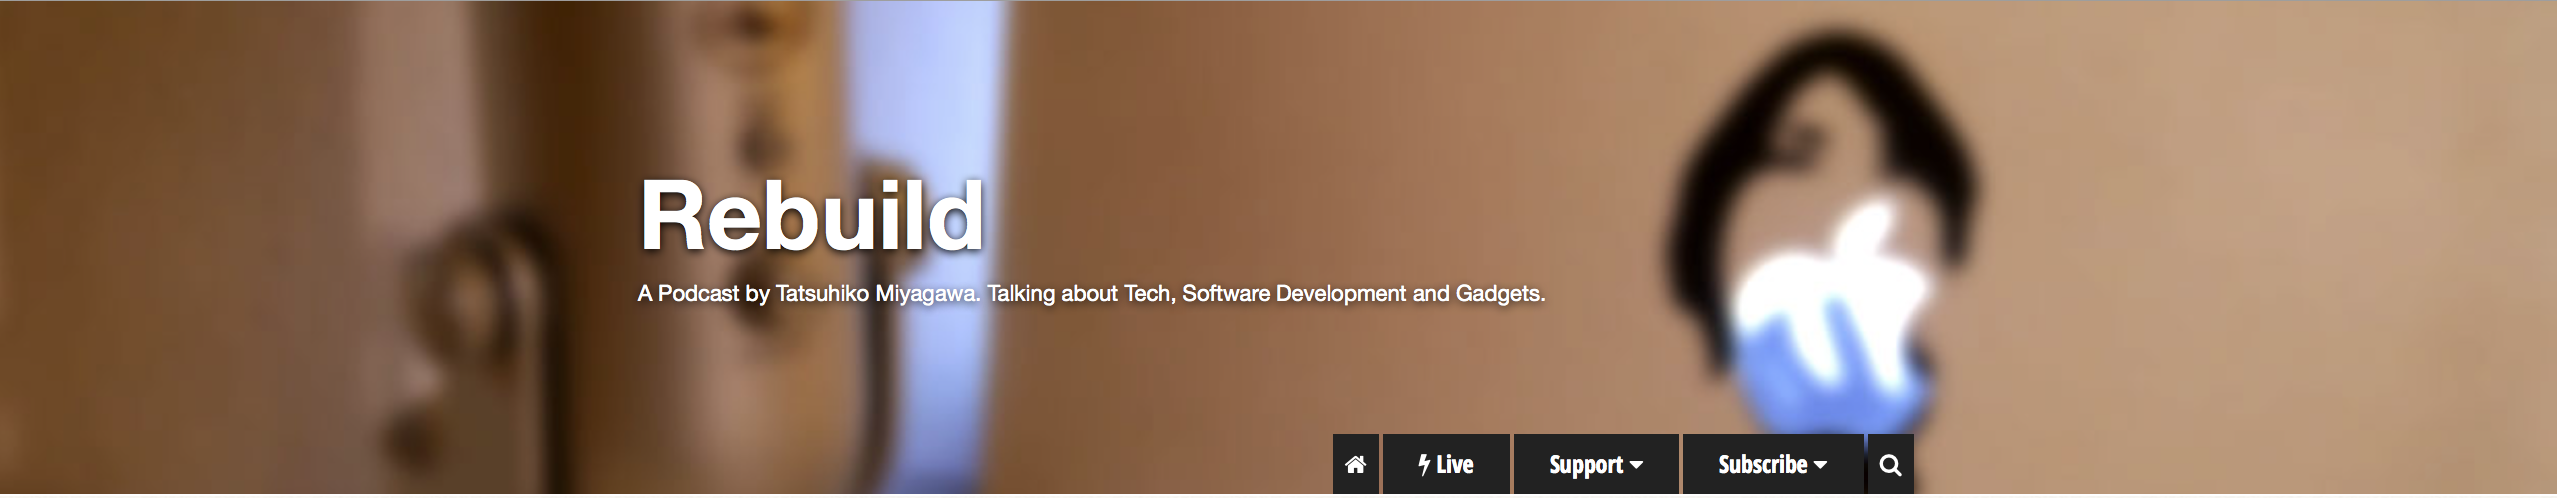 Rebuild
A Podcast by Tatsuhiko Miyagawa. Talking about Tech, Software Development and Gadgets.
Live Support Subscribe